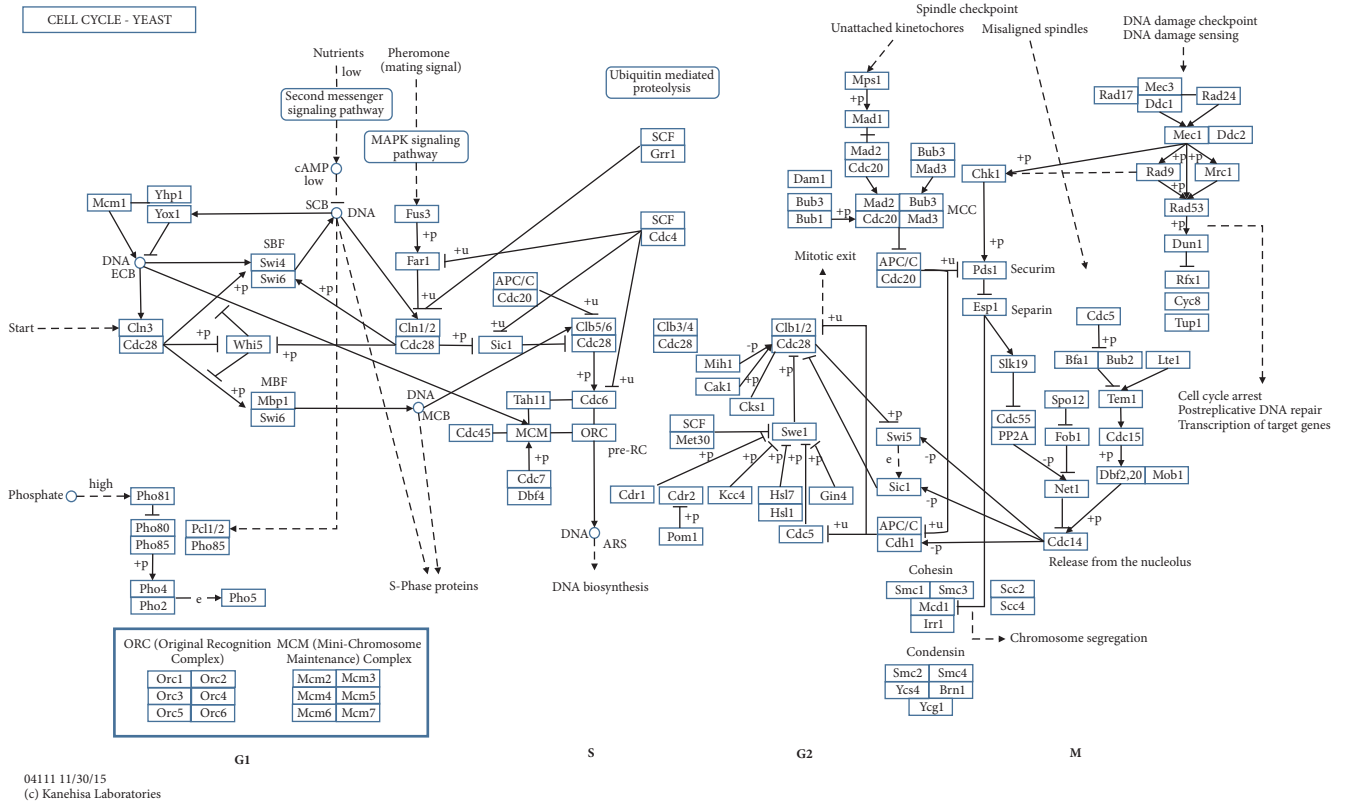 CELL CYCLE - YEAST
Nutrients
low
Second messenger
signaling pathway
cAMP
low
SCB
DNA
Pheromone
(mating signal)
MAPK signaling
pathway
Fus3
+p
Far1
+u
Ubiquitin mediated
proteolysis
SCF
Grr1
SCF
Cdc4
+u
Mcm1
Yhp1
Yox1
DNA
ECB
SBF
Swi4
Swi6
+p
+p
Start
Cln3
Cdc28
+p
Whi5
+p
Cln1/2
Cdc28
+p
Sic1
+u
APC/C
Cdc20
+u
Clb5/6
Cdc28
+p
+u
Cdc6
+p
MBF
Mbp1
Swi6
DNA
MCB
Tah11
Cdc45
MCM
ORC
pre-RC
+p
Cdc7
Dbf4
DNA
ARS
DNA biosynthesis
S-Phase proteins
Phosphate
high
Pho81
Pho80
Pho85
Pcl1/2
Pho85
+p
Pho4
Pho2
e
Pho5
ORC (Original Recognition
Complex)
Orc1
Orc2
Orc3
Orc4
Orc5
Orc6
MCM (Mini-Chromosome
Maintenance) Complex
Mcm2
Mcm3
Mcm4
Mcm5
Mcm6
Mcm7
Spindle checkpoint
Unattached kinetochores
Misaligned spindles
Mps1
+p
Mad1
Mad2
Cdc20
Bub3
Mad3
Dam1
Bub3
Bub1
+p
Mad2
Cdc20
Bub3
Mad3
MCC
APC/C
Cdc20
+u
Mitotic exit
Clb3/4
Cdc28
Clb1/2
Cdc28
+u
Mih1
-p
Cak1
+p
Cks1
+p
SCF
Met30
Swe1
+p
+p
+p
+p
Cdr1
Cdr2
Kcc4
Hsl7
Hsl1
Gin4
+p
Pom1
Cdc5
+u
+p
Swi5
e
Sic1
-p
-p
APC/C
Cdh1
+u
-p
DNA damage checkpoint
DNA damage sensing
Rad17
Mec3
Ddc1
Rad24
Mec1
Ddc2
+p
Chk1
Rad9
+p
+p
Mrc1
+p
Rad53
+p
Dun1
Rfx1
Cyc8
Tup1
+p
Pds1
Securim
Esp1
Separin
Slk19
Cdc55
PP2A
-p
Cdc5
+p
Bfa1
Bub2
Lte1
Spo12
Tem1
Fob1
Cdc15
+p
Dbf2,20
Mob1
Net1
+p
Cdc14
Release from the nucleolus
Cell cycle arrest
Postreplicative DNA repair
Transcription of target genes
Cohesin
Smc1
Smc3
Mcd1
Irr1
Scc2
Scc4
Chromosome segregation
Condensin
Smc2
Smc4
Ycs4
Brn1
Ycg1
G1
S
G2
M
04111 11/30/15
(c) Kanehisa Laboratories